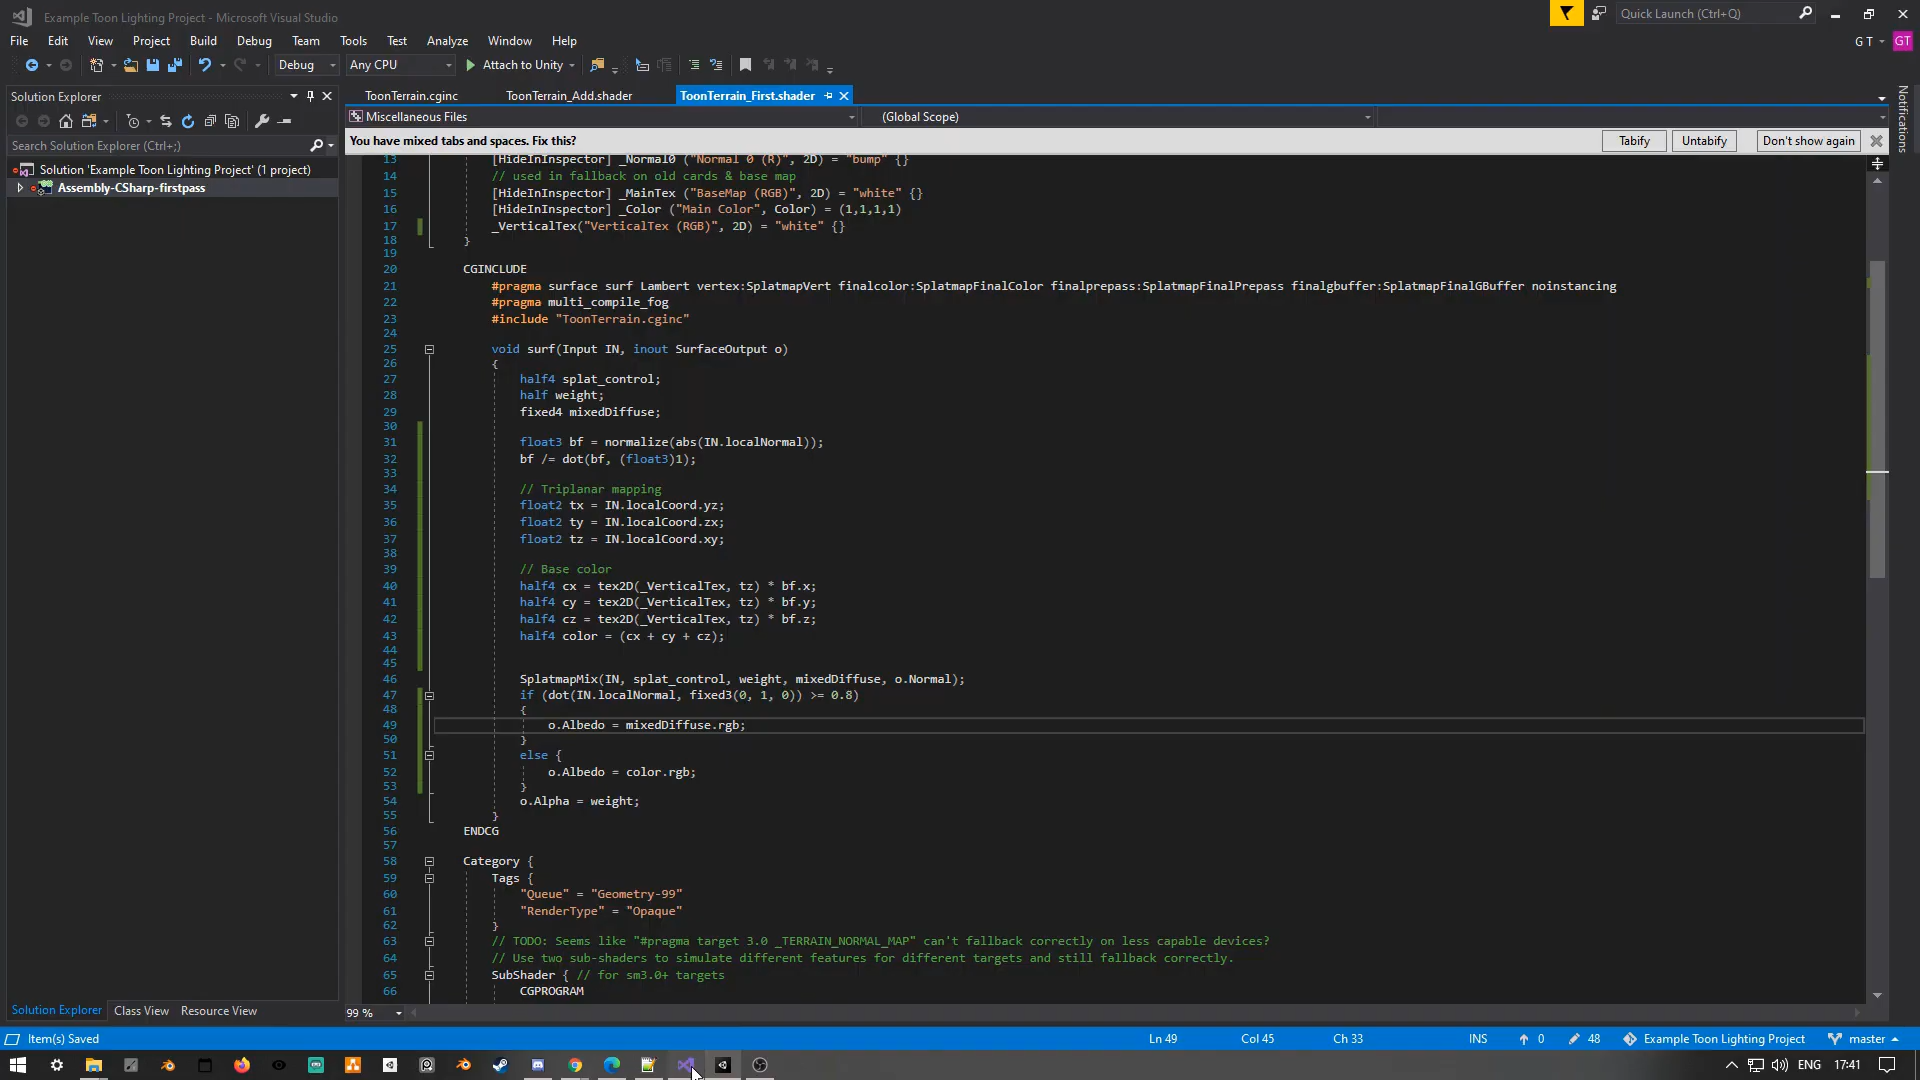 Example Toon Lighting Project - Microsoft Visual Studio
Quick Launch (Ctrl+Q)
File Edit View Project Build Debug Team Tools Test Analyze Window Help
G T GT
Debug Any CPU Attach to Unity
Solution Explorer
ToonTerrain.cginc ToonTerrain_Add.shader ToonTerrain_First.shader
Notifications
Miscellaneous Files (Global Scope)
Search Solution Explorer (Ctrl+;)
You have mixed tabs and spaces. Fix this? Tabify Untabify Don't show again
Solution 'Example Toon Lighting Project' (1 project)
Assembly-CSharp-firstpass
13 [HideInInspector] _Normal0 ("Normal 0 (R)", 2D) = "bump" {}
14 // used in fallback on old cards & base map
15 [HideInInspector] _MainTex ("BaseMap (RGB)", 2D) = "white" {}
16 [HideInInspector] _Color ("Main Color", Color) = (1,1,1,1)
17 _VerticalTex("VerticalTex (RGB)", 2D) = "white" {}
18 }
19
20 CGINCLUDE
21 #pragma surface surf Lambert vertex:SplatmapVert finalcolor:SplatmapFinalColor finalprepass:SplatmapFinalPrepass finalgbuffer:SplatmapFinalGBuffer noinstancing
22 #pragma multi_compile_fog
23 #include "ToonTerrain.cginc"
24
25 void surf(Input IN, inout SurfaceOutput o)
26 {
27 half4 splat_control;
28 half weight;
29 fixed4 mixedDiffuse;
30
31 float3 bf = normalize(abs(IN.localNormal));
32 bf /= dot(bf, (float3)1);
33
34 // Triplanar mapping
35 float2 tx = IN.localCoord.yz;
36 float2 ty = IN.localCoord.zx;
37 float2 tz = IN.localCoord.xy;
38
39 // Base color
40 half4 cx = tex2D(_VerticalTex, tz) * bf.x;
41 half4 cy = tex2D(_VerticalTex, tz) * bf.y;
42 half4 cz = tex2D(_VerticalTex, tz) * bf.z;
43 half4 color = (cx + cy + cz);
44
45
46 SplatmapMix(IN, splat_control, weight, mixedDiffuse, o.Normal);
47 if (dot(IN.localNormal, fixed3(0, 1, 0)) >= 0.8)
48 {
49 o.Albedo = mixedDiffuse.rgb;
50 }
51 else {
52 o.Albedo = color.rgb;
53 }
54 o.Alpha = weight;
55 }
56 ENDCG
57
58 Category {
59 Tags {
60 "Queue" = "Geometry-99"
61 "RenderType" = "Opaque"
62 }
63 // TODO: Seems like "#pragma target 3.0 _TERRAIN_NORMAL_MAP" can't fallback correctly on less capable devices?
64 // Use two sub-shaders to simulate different features for different targets and still fallback correctly.
65 SubShader { // for sm3.0+ targets
66 CGPROGRAM
Solution Explorer Class View Resource View
99 %
Item(s) Saved Ln 49 Col 45 Ch 33 INS 0 48 Example Toon Lighting Project master
ENG 17:41